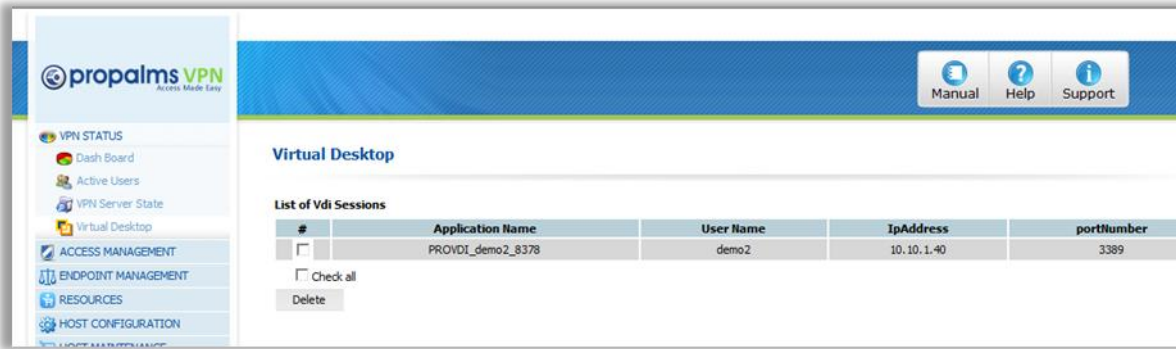 propalms VPN
Access Made Easy
Manual Help Support
VPN STATUS
Dash Board
Active Users
VPN Server State
Virtual Desktop
ACCESS MANAGEMENT
ENDPOINT MANAGEMENT
RESOURCES
HOST CONFIGURATION
HOST MAINTENANCE
Virtual Desktop
List of Vdi Sessions
# Application Name User Name IpAddress portNumber
PROVDI_demo2_8378 demo2 10.10.1.40 3389
Check all
Delete